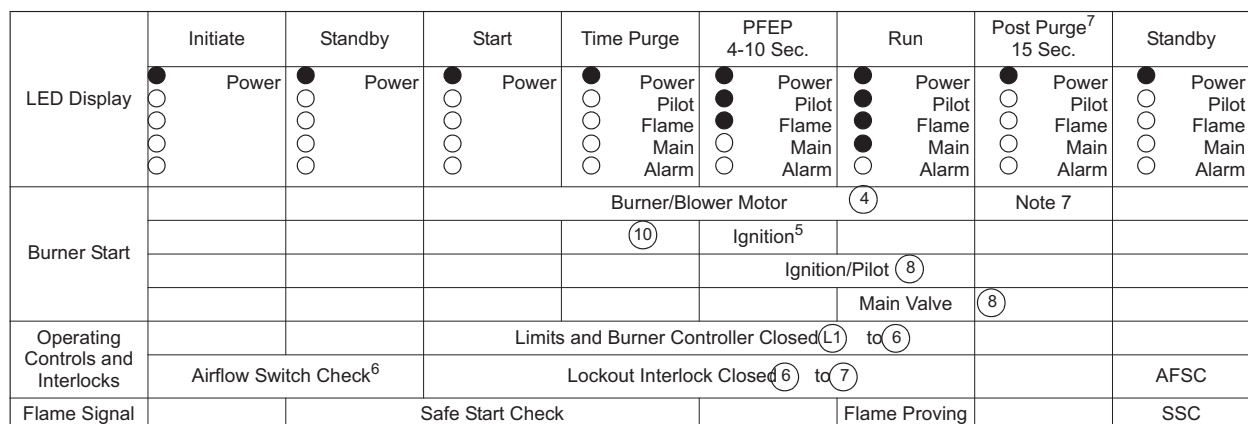 Initiate Standby Start Time Purge PFEP 4-10 Sec. Run Post Purge7 15 Sec. Standby
LED Display
Power Power Power Power Power Power Power Power
Pilot Pilot Pilot Pilot Pilot
Flame Flame Flame Flame Flame
Main Main Main Main Main
Alarm Alarm Alarm Alarm Alarm
Burner Start
Burner/Blower Motor 4 Note 7
10 Ignition5
Ignition/Pilot 8
Main Valve 8
Operating Controls and Interlocks
Limits and Burner Controller Closed L1 to 6
Airflow Switch Check6 Lockout Interlock Closed 6 to 7 AFSC
Flame Signal Safe Start Check Flame Proving SSC